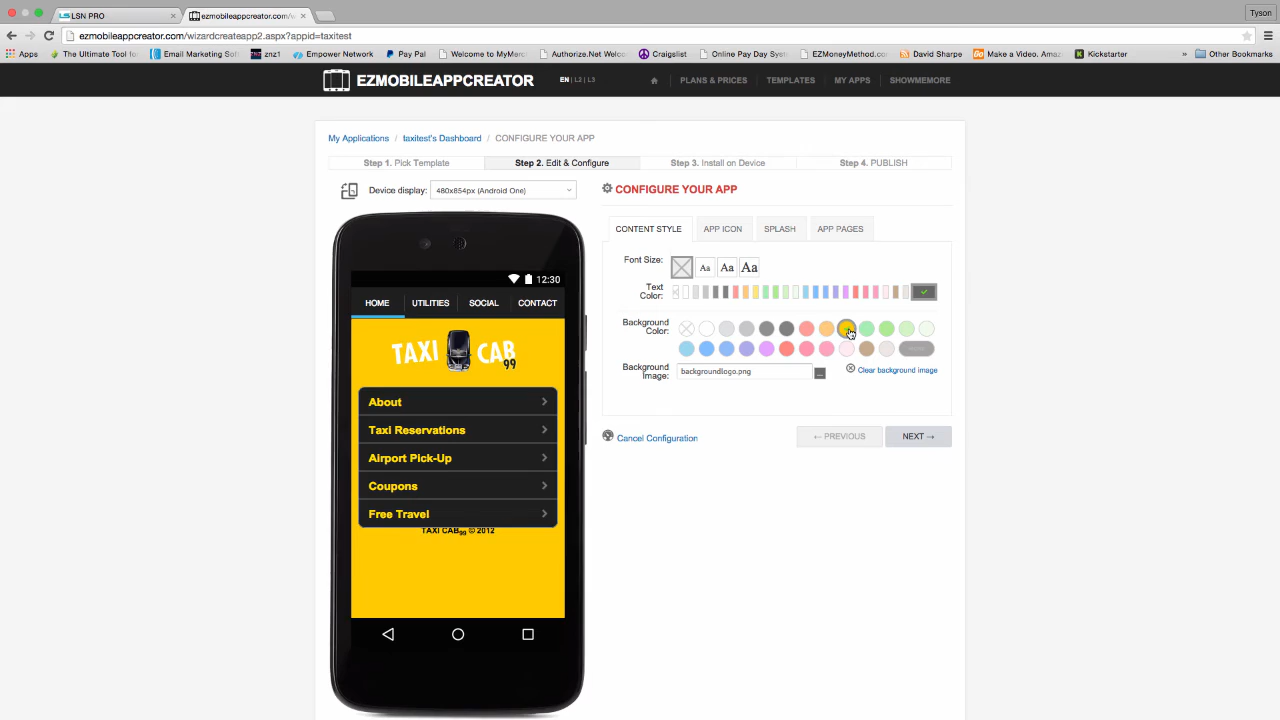 LSN PRO
ezmobileappcreator.com/w
Tyson
ezmobileappcreator.com/wizardcreateapp2.aspx?appid=taxitest
Apps
The Ultimate Tool for
Email Marketing Soft
znz1
Empower Network
Pay Pal
Welcome to MyMerc
Authorize.Net Welcom
Craigslist
Online Pay Day Syste
EZMoneyMethod.com
David Sharpe
Make a Video. Amaz
Kickstarter
»
Other Bookmarks
EZMOBILEAPPCREATOR
EN | L2 | L3
PLANS & PRICES
TEMPLATES
MY APPS
SHOWMEMORE
My Applications / taxitest's Dashboard / CONFIGURE YOUR APP
Step 1. Pick Template
Step 2. Edit & Configure
Step 3. Install on Device
Step 4. PUBLISH
Device display:
480x854px (Android One)
CONFIGURE YOUR APP
CONTENT STYLE
APP ICON
SPLASH
APP PAGES
Font Size:
Aa
Aa
Aa
Text
Color:
Background
Color:
Background
Image:
backgroundlogo.png
...
Clear background image
Cancel Configuration
← PREVIOUS
NEXT →
12:30
HOME
UTILITIES
SOCIAL
CONTACT
TAXI CAB
99
About
Taxi Reservations
Airport Pick-Up
Coupons
Free Travel
TAXI CAB99 © 2012